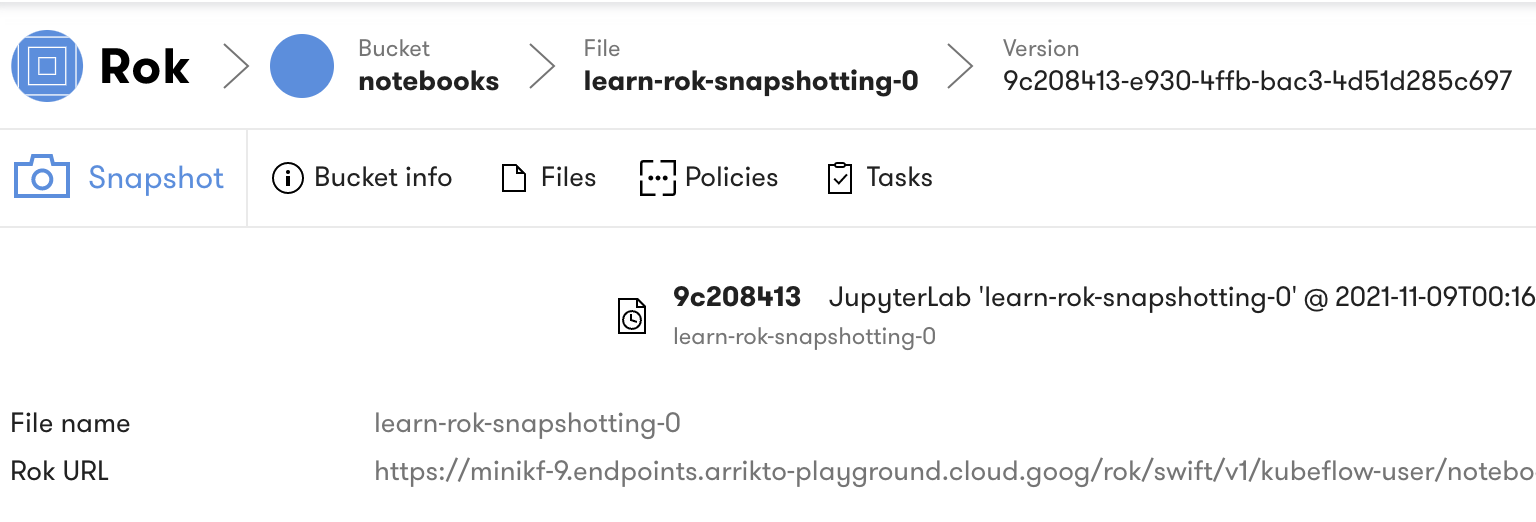 Rok
Bucket
notebooks
File
learn-rok-snapshotting-0
Version
9c208413-e930-4ffb-bac3-4d51d285c697
Snapshot
Bucket info
Files
Policies
Tasks
9c208413 JupyterLab 'learn-rok-snapshotting-0' @ 2021-11-09T00:16
learn-rok-snapshotting-0
File name learn-rok-snapshotting-0
Rok URL https://minikf-9.endpoints.arrikto-playground.cloud.goog/rok/swift/v1/kubeflow-user/notebo